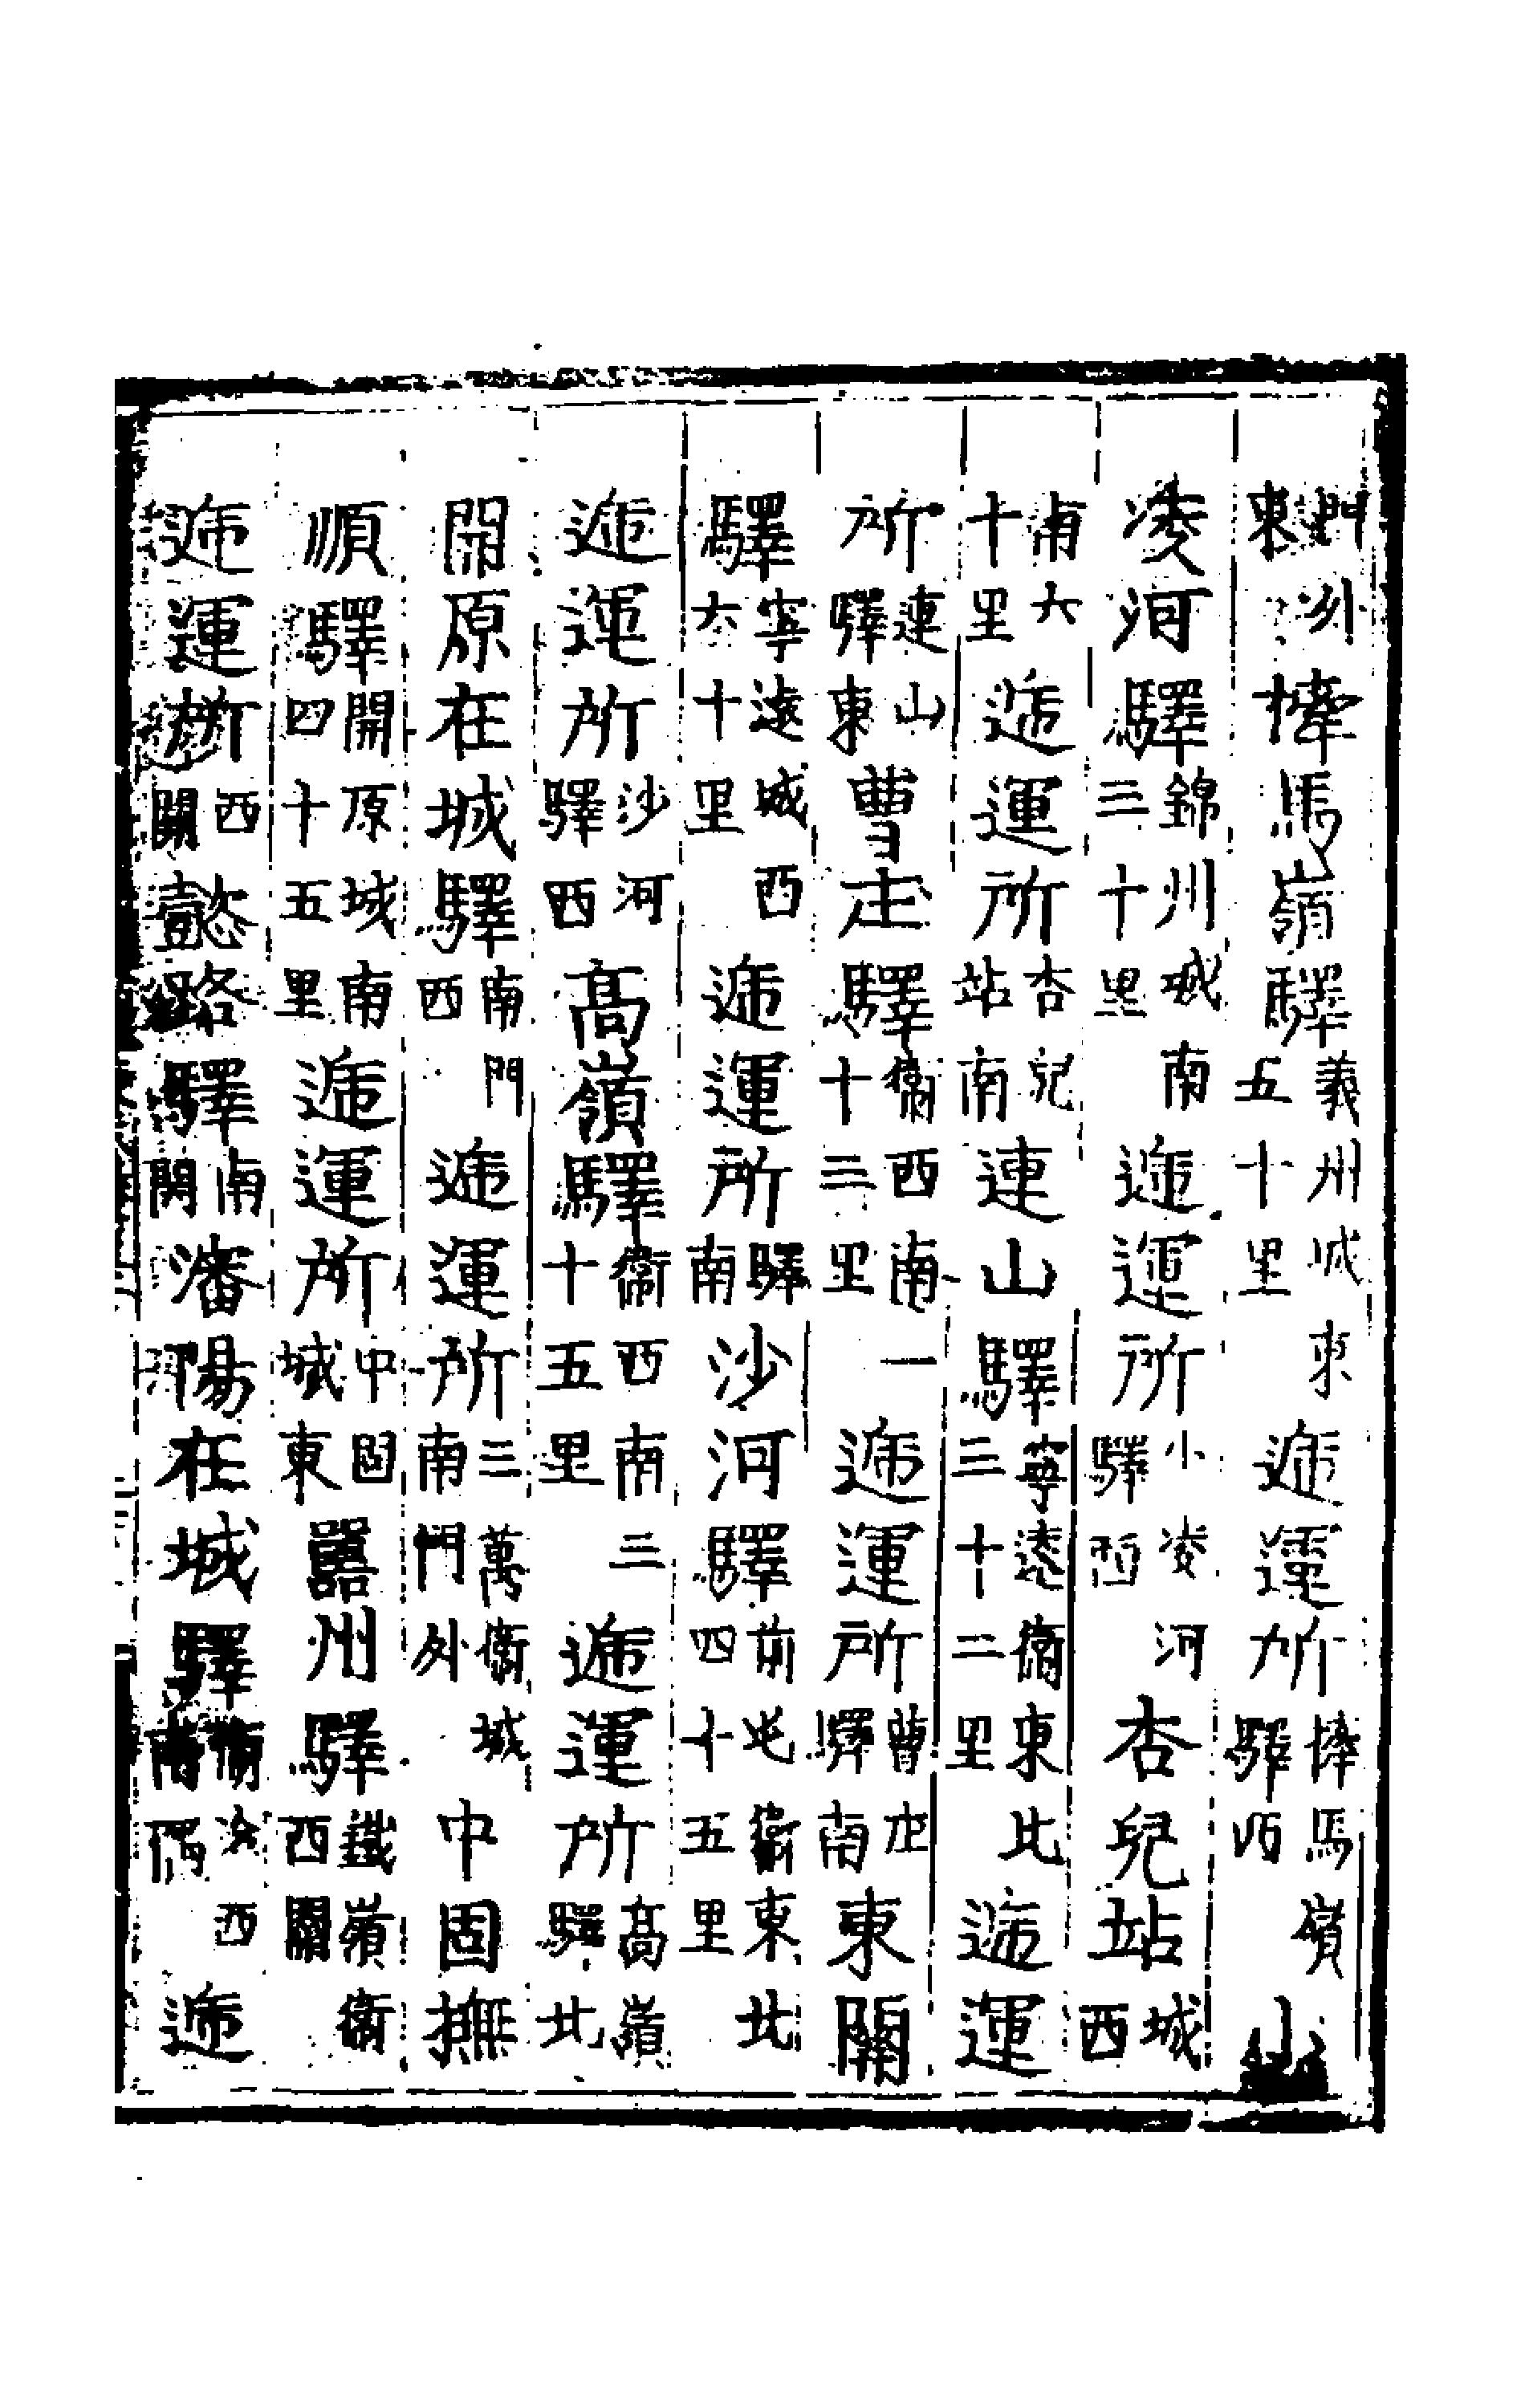 門外東撁馬嶺驛義州城東五十里遞運所撁馬嶺驛西小
凌河驛錦州城南三十里遞運所小凌河驛西杏兒站城西
南六十里遞運所杏兒站南連山驛寧遠衛東北三十二里遞運
所連山驛東曹庄驛衛西南一十三里遞運所曹庄驛南東關
驛寧遠城西六十里遞運所驛南沙河驛前屯衛東北四十五里
遞運所沙河驛西高嶺驛衛西南三十五里遞運所高嶺驛北
開原在城驛南門西遞運所三萬衛城南門外中固撫
順驛開原城南四十五里遞運所中固城東嚚州驛鐵嶺衛西關
遞運所西關懿路驛南關瀋陽在城驛衛治西南隅遞